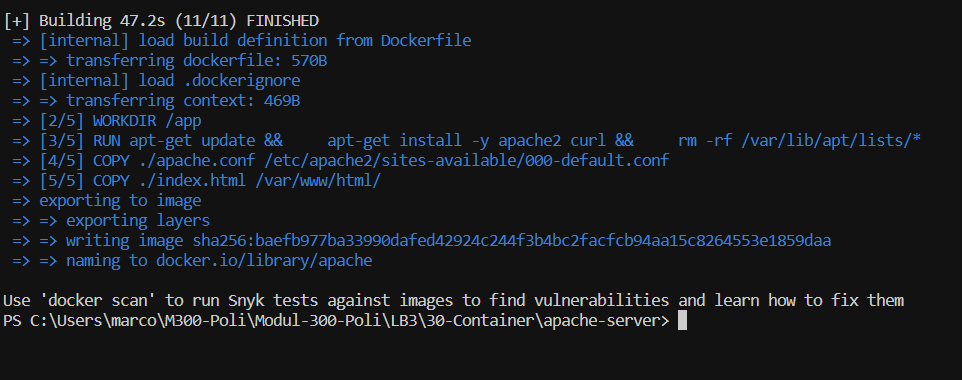 [+] Building 47.2s (11/11) FINISHED
=> [internal] load build definition from Dockerfile
=> => transferring dockerfile: 570B
=> [internal] load .dockerignore
=> => transferring context: 469B
=> [2/5] WORKDIR /app
=> [3/5] RUN apt-get update &&     apt-get install -y apache2 curl &&     rm -rf /var/lib/apt/lists/*
=> [4/5] COPY ./apache.conf /etc/apache2/sites-available/000-default.conf
=> [5/5] COPY ./index.html /var/www/html/
=> exporting to image
=> => exporting layers
=> => writing image sha256:baefb977ba33990dafed42924c244f3b4bc2facfcb94aa15c8264553e1859daa
=> => naming to docker.io/library/apache
Use 'docker scan' to run Snyk tests against images to find vulnerabilities and learn how to fix them
PS C:\Users\marco\M300-Poli\Modul-300-Poli\LB3\30-Container\apache-server>